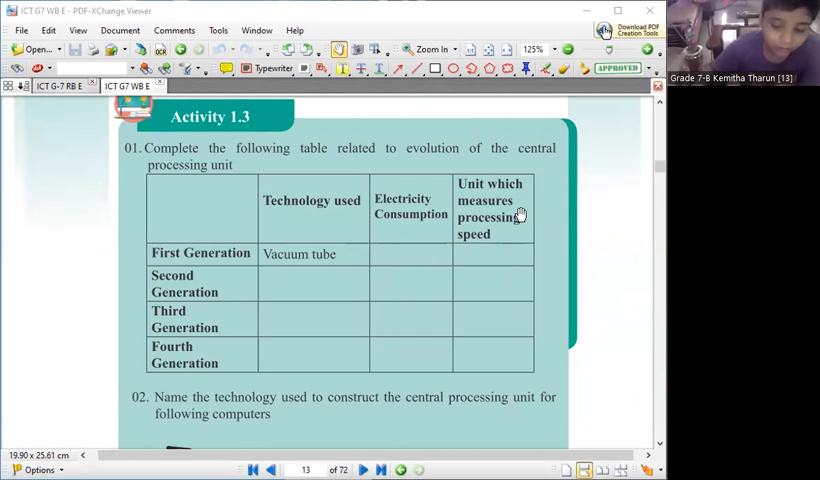 ICT G7 WB E - PDF-XChange Viewer
File Edit View Document Comments Tools Window Help
Download PDF
Creation Tools
Open...
OCR
Zoom In
125%
Typewriter
APPROVED
ICT G-7 RB E
ICT G7 WB E
Grade 7-B Kemitha Tharun [13]
Activity 1.3
01. Complete the following table related to evolution of the central
processing unit
Technology used
Electricity
Consumption
Unit which
measures
processing
speed
First Generation Vacuum tube
Second
Generation
Third
Generation
Fourth
Generation
02. Name the technology used to construct the central processing unit for
following computers
19.90 x 25.61 cm
Options
13 of 72